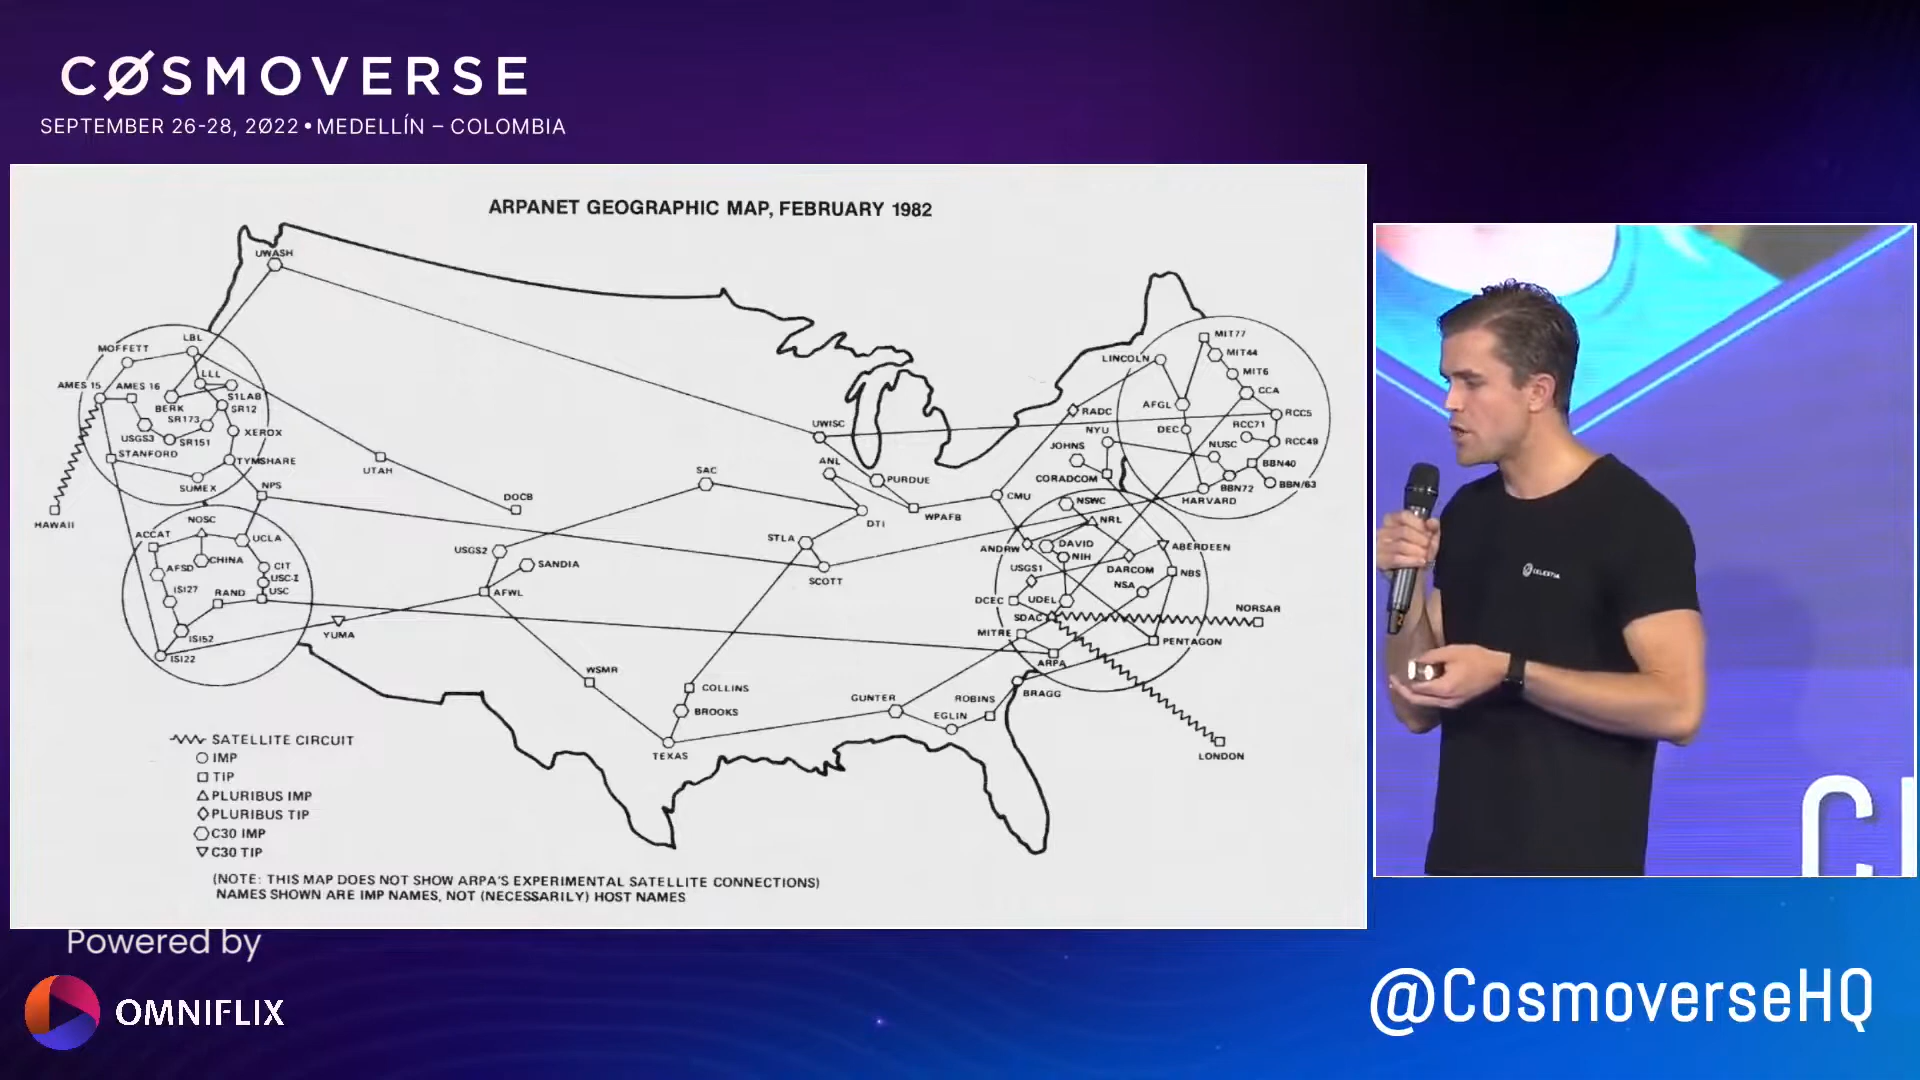 CØSMOVERSE
SEPTEMBER 26-28, 2Ø22 • MEDELLÍN – COLOMBIA
ARPANET GEOGRAPHIC MAP, FEBRUARY 1982
UWASH
MOFFETT
LBL
LLL
AMES 15
AMES 16
S1LAB
BERK
SR12
SR173
USGS3
SR151
XEROX
STANFORD
TYMSHARE
SUMEX
NPS
HAWAII
UTAH
DOCB
ACCAT
NOSC
UCLA
CHINA
CIT
AFSD
USC-I
ISI27
RAND
USC
ISI52
ISI22
YUMA
SAC
USGS2
SANDIA
AFWL
WSMR
COLLINS
BROOKS
TEXAS
UWISC
ANL
PURDUE
WPAFB
DTI
STLA
SCOTT
GUNTER
ROBINS
EGLIN
BRAGG
LINCOLN
MIT77
MIT44
MIT6
CCA
AFGL
RADC
RCC5
DEC
RCC71
NYU
NUSC
RCC49
JOHNS
BBN40
CORADCOM
BBN72
BBN/63
HARVARD
CMU
NSWC
NRL
ANDRW
DAVID
ABERDEEN
NIH
USGS1
DARCOM
NBS
NSA
DCEC
UDEL
SDAC
NORSAR
MITRE
PENTAGON
ARPA
LONDON
SATELLITE CIRCUIT
IMP
TIP
PLURIBUS IMP
PLURIBUS TIP
C30 IMP
C30 TIP
(NOTE: THIS MAP DOES NOT SHOW ARPA'S EXPERIMENTAL SATELLITE CONNECTIONS)
NAMES SHOWN ARE IMP NAMES, NOT (NECESSARILY) HOST NAMES
CELESTIA
Powered by
OMNIFLIX
@CosmoverseHQ